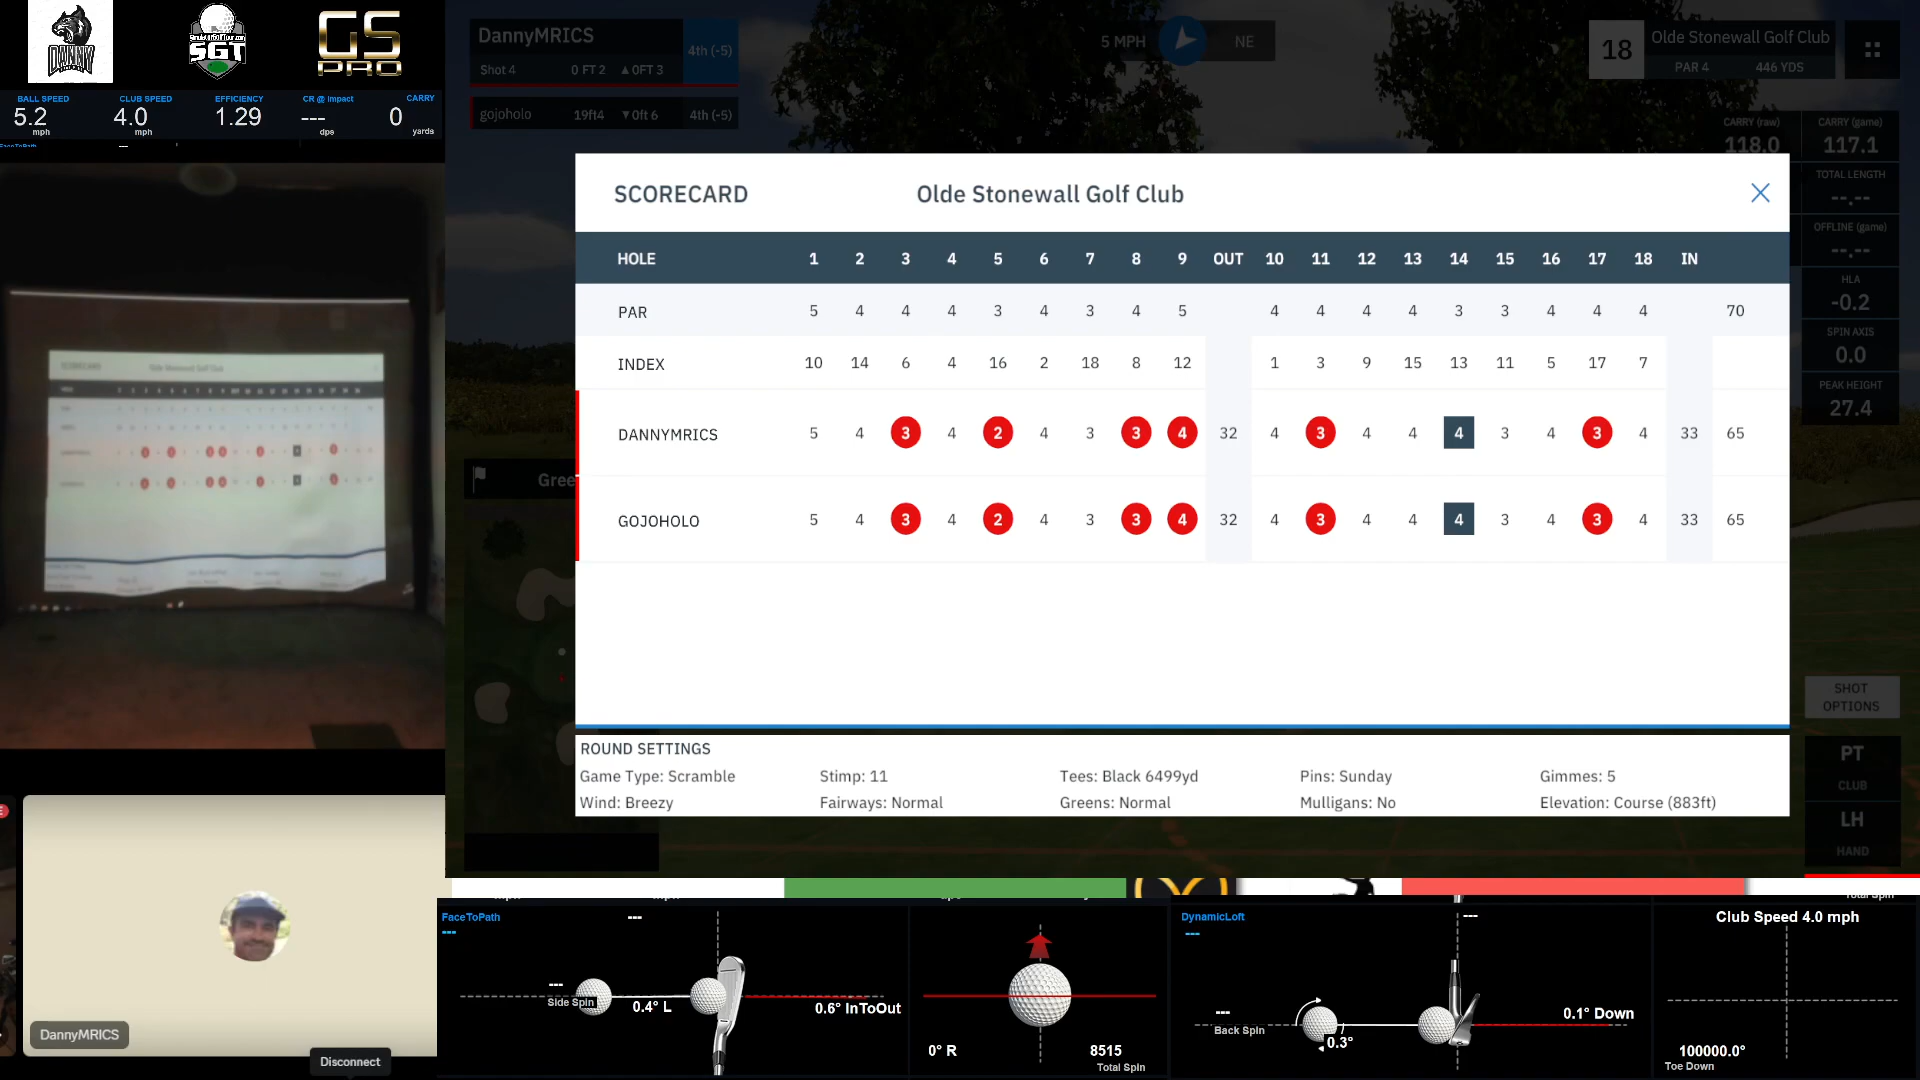 DANNY
SimulatorGolfTour.com
SGT
GS
PRO
BALL SPEED CLUB SPEED EFFICIENCY CR @ impact CARRY
5.2 4.0 1.29 --- 0
mph mph dps yards
FaceToPath
DannyMRICS
Shot 4 0 FT 2 ▲0FT 3
4th (-5)
gojoholo 19ft4 ▼0ft 6 4th (-5)
5 MPH NE
18 Olde Stonewall Golf Club
PAR 4 446 YDS
CARRY (raw) CARRY (game)
118.0 117.1
TOTAL LENGTH
--.--
OFFLINE (game)
--.--
HLA
-0.2
SPIN AXIS
0.0
PEAK HEIGHT
27.4
SCORECARD Olde Stonewall Golf Club
HOLE 1 2 3 4 5 6 7 8 9 OUT 10 11 12 13 14 15 16 17 18 IN
PAR 5 4 4 4 3 4 3 4 5 4 4 4 4 3 3 4 4 4 70
INDEX 10 14 6 4 16 2 18 8 12 1 3 9 15 13 11 5 17 7
DANNYMRICS 5 4 3 4 2 4 3 3 4 32 4 3 4 4 4 3 4 3 4 33 65
GOJOHOLO 5 4 3 4 2 4 3 3 4 32 4 3 4 4 4 3 4 3 4 33 65
ROUND SETTINGS
Game Type: Scramble Stimp: 11 Tees: Black 6499yd Pins: Sunday Gimmes: 5
Wind: Breezy Fairways: Normal Greens: Normal Mulligans: No Elevation: Course (883ft)
SHOT
OPTIONS
PT
CLUB
LH
HAND
DannyMRICS
Disconnect
FaceToPath
---
---
---
Side Spin
0.4° L
0.6° InToOut
0° R
8515
Total Spin
DynamicLoft
---
---
---
Back Spin
0.3°
0.1° Down
Club Speed 4.0 mph
100000.0°
Toe Down